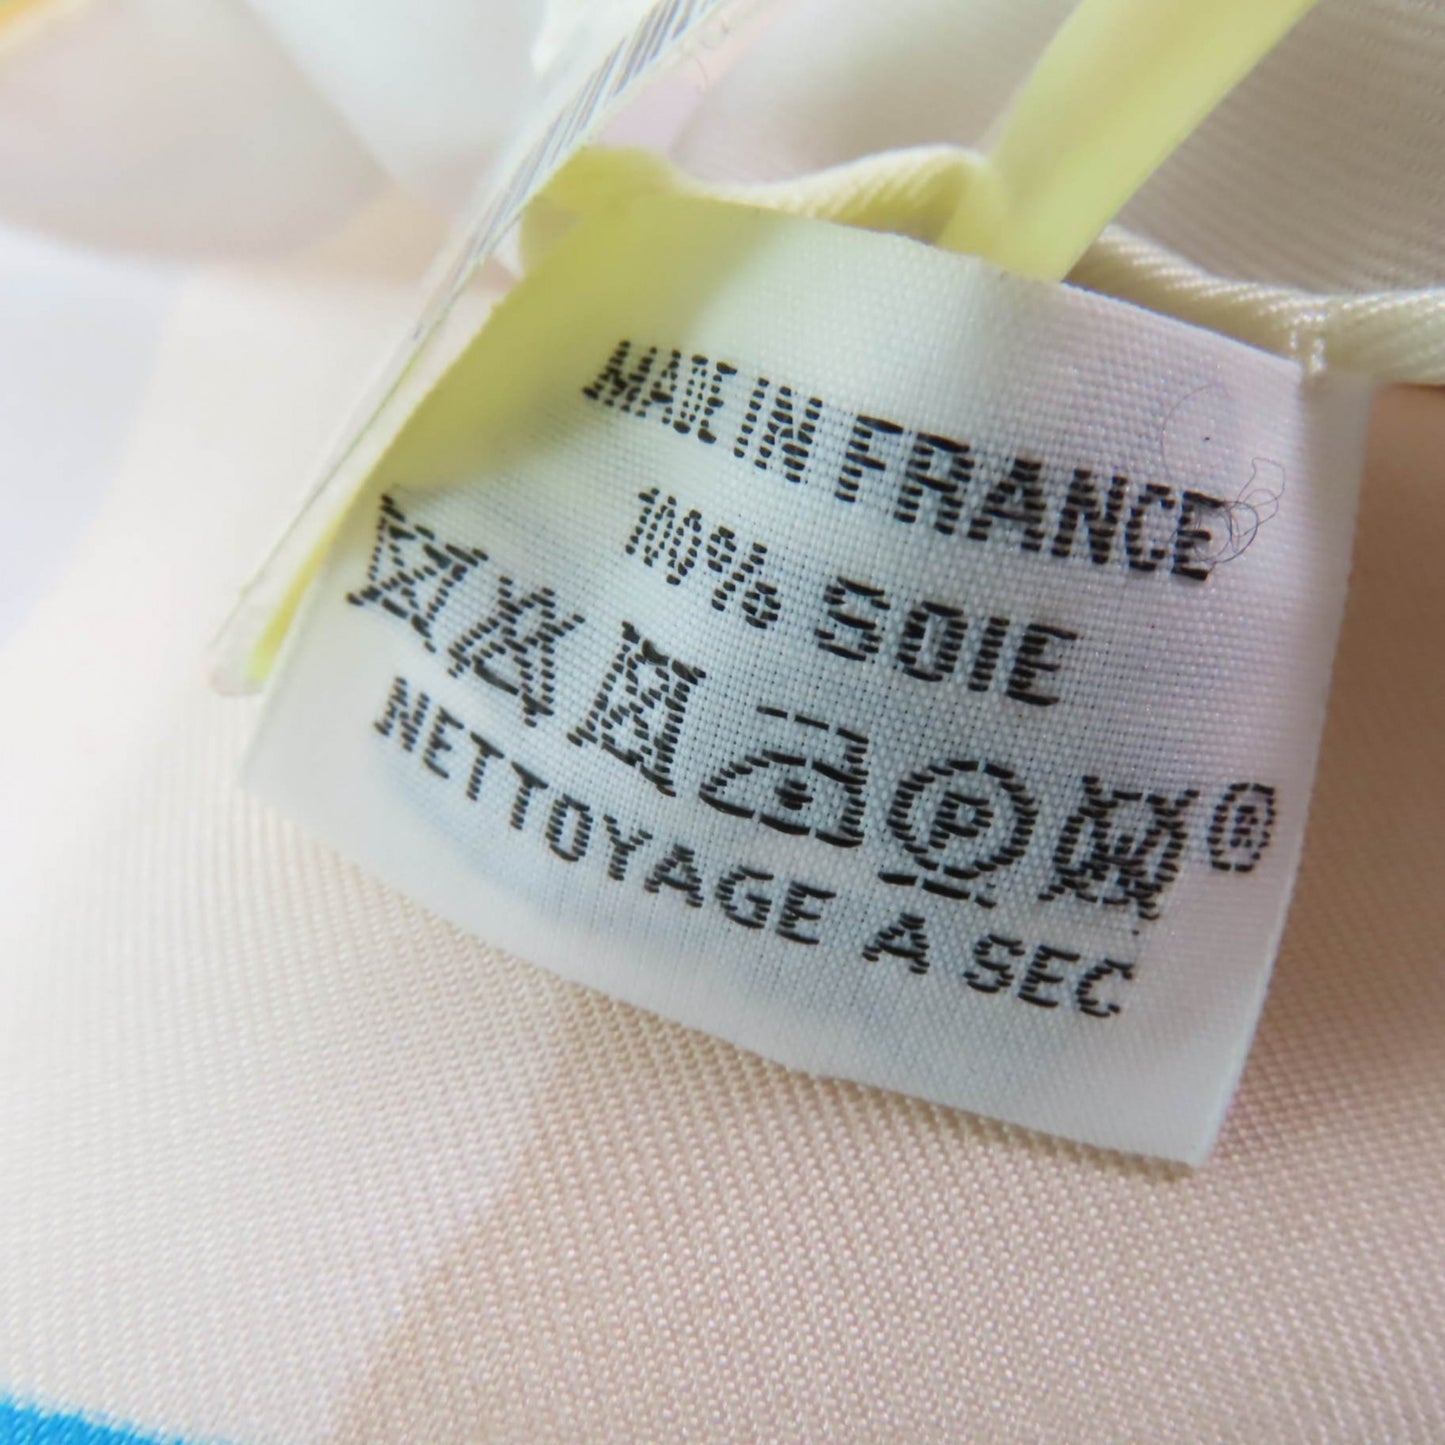 MADE IN FRANCE
100% SOIE
P ®
NETTOYAGE A SEC